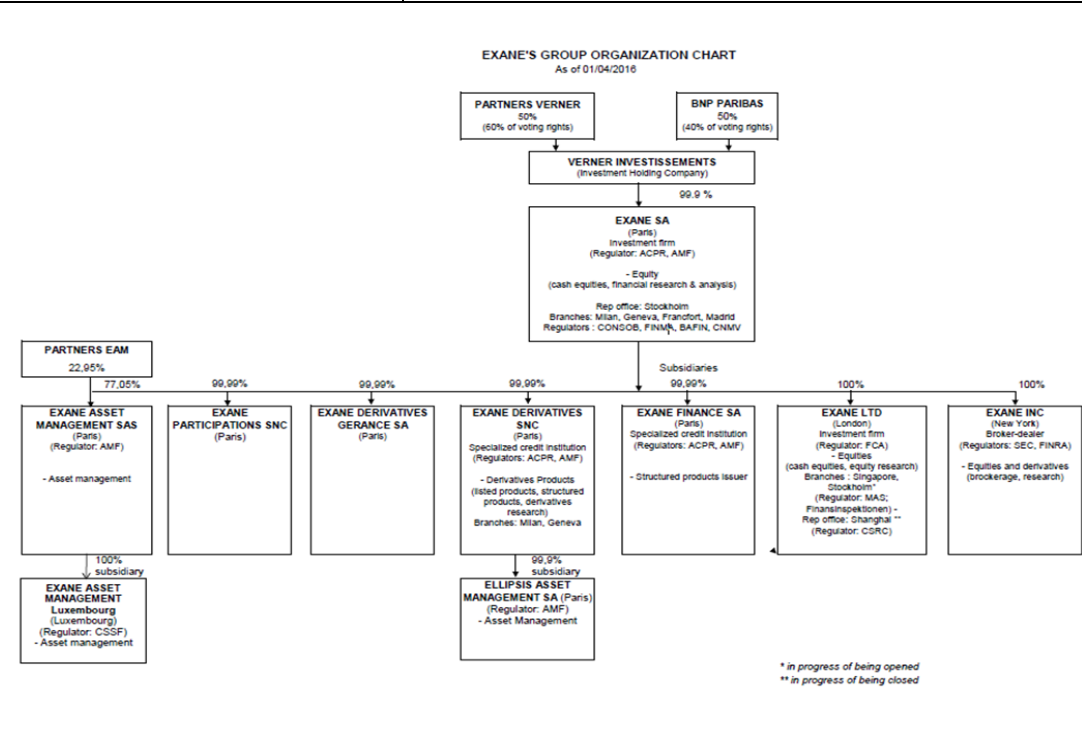 EXANE'S GROUP ORGANIZATION CHART
As of 01/04/2016
PARTNERS VERNER
50%
(60% of voting rights)
BNP PARIBAS
50%
(40% of voting rights)
VERNER INVESTISSEMENTS
(Investment Holding Company)
99.9 %
EXANE SA
(Paris)
Investment firm
(Regulator: ACPR, AMF)
- Equity
(cash equities, financial research & analysis)
Rep office: Stockholm
Branches: Milan, Geneva, Francfort, Madrid
Regulators : CONSOB, FINMA, BAFIN, CNMV
PARTNERS EAM
22,95%
Subsidiaries
77,05%
99,99%
99,99%
99,99%
99,99%
100%
100%
EXANE ASSET
MANAGEMENT SAS
(Paris)
(Regulator: AMF)
- Asset management
EXANE
PARTICIPATIONS SNC
(Paris)
EXANE DERIVATIVES
GERANCE SA
(Paris)
EXANE DERIVATIVES
SNC
(Paris)
Specialized credit institution
(Regulators: ACPR, AMF)
- Derivatives Products
(listed products, structured
products, derivatives
research)
Branches: Milan, Geneva
EXANE FINANCE SA
(Paris)
Specialized credit institution
(Regulators: ACPR, AMF)
- Structured products issuer
EXANE LTD
(London)
Investment firm
(Regulator: FCA)
- Equities
(cash equities, equity research)
Branches : Singapore,
Stockholm*
(Regulator: MAS;
Finansinspektionen) -
Rep office: Shanghai **
(Regulator: CSRC)
EXANE INC
(New York)
Broker-dealer
(Regulators: SEC, FINRA)
- Equities and derivatives
(brokerage, research)
100%
subsidiary
99,9%
subsidiary
EXANE ASSET
MANAGEMENT
Luxembourg
(Luxembourg)
(Regulator: CSSF)
- Asset management
ELLIPSIS ASSET
MANAGEMENT SA (Paris)
(Regulator: AMF)
- Asset Management
* in progress of being opened
** in progress of being closed